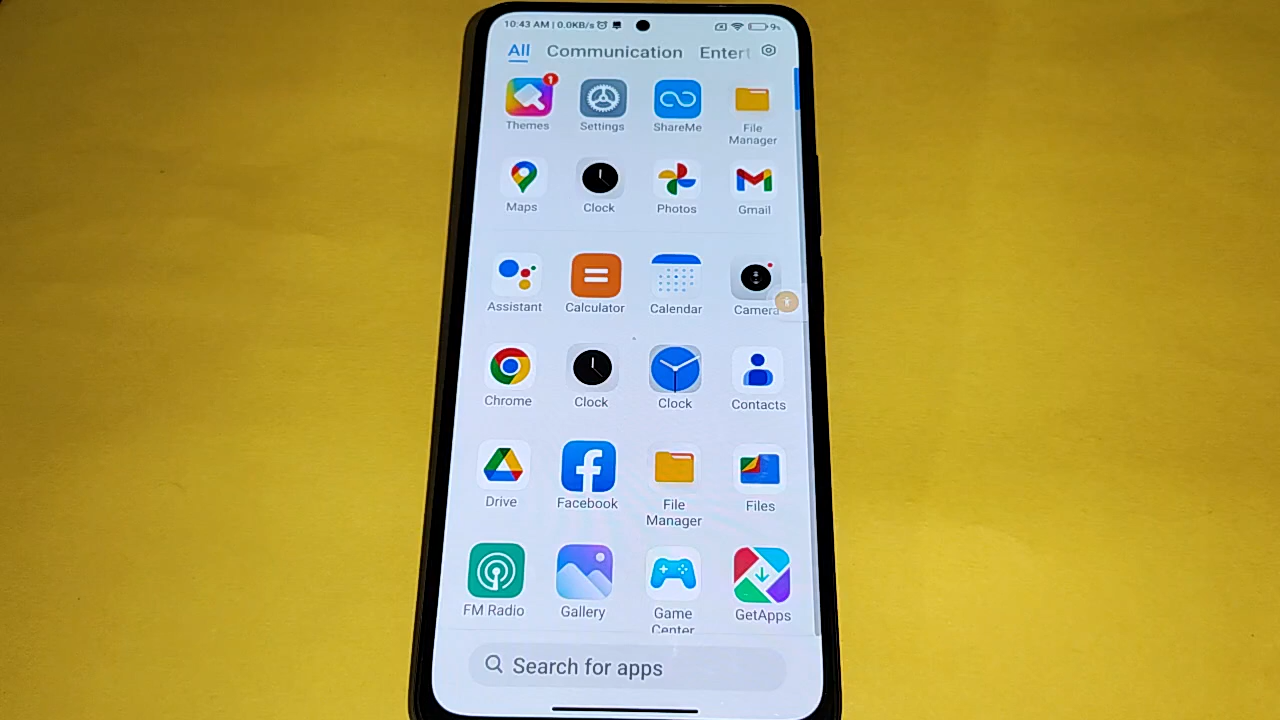 10:43 AM | 0.0KB/s 9%
All Communication Entert
1
Themes Settings ShareMe File
Manager
Maps Clock Photos Gmail
Assistant Calculator Calendar Camera
Chrome Clock Clock Contacts
Drive Facebook File
Manager Files
FM Radio Gallery Game
Center GetApps
Search for apps